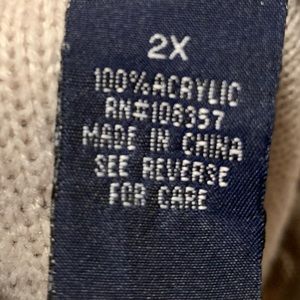 2X
100% ACRYLIC
RN#108357
MADE IN CHINA
SEE REVERSE
FOR CARE